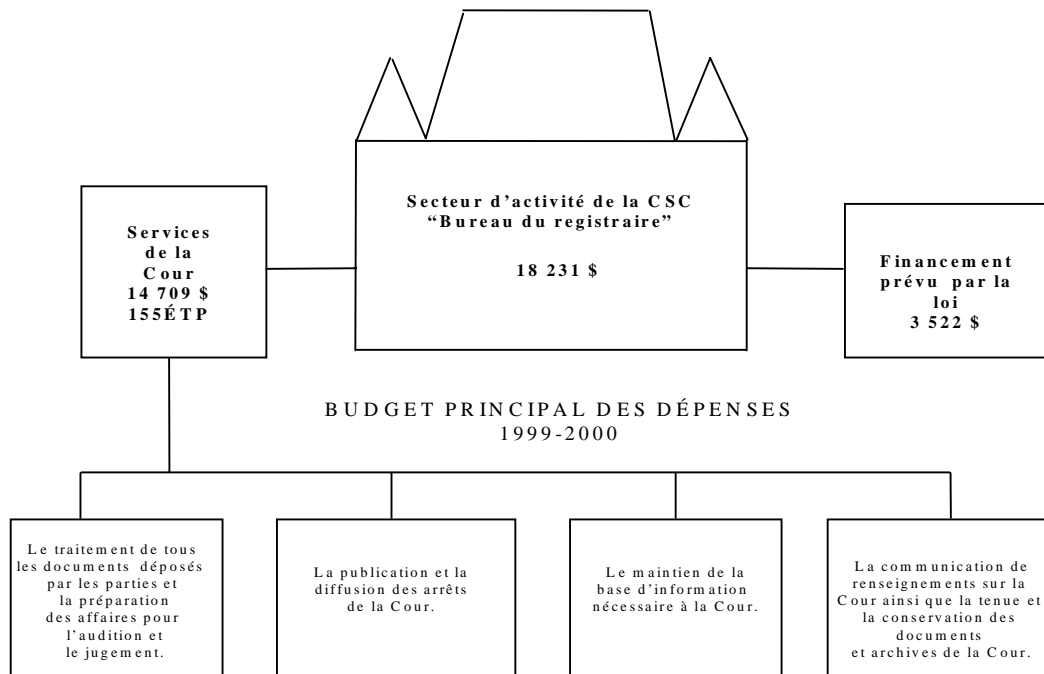 Secteur d'activité de la CSC
“Bureau du registraire”
18 231 $
Services
de la
Cour
14 709 $
155ÉTP
Financement
prévu par la
loi
3 522 $
BUDGET PRINCIPAL DES DÉPENSES
1999-2000
Le traitement de tous
les documents déposés
par les parties et
la préparation
des affaires pour
l'audition et
le jugement.
La publication et la
diffusion des arrêts
de la Cour.
Le maintien de la
base d'information
nécessaire à la Cour.
La communication de
renseignements sur la
Cour ainsi que la tenue et
la conservation des
documents
et archives de la Cour.